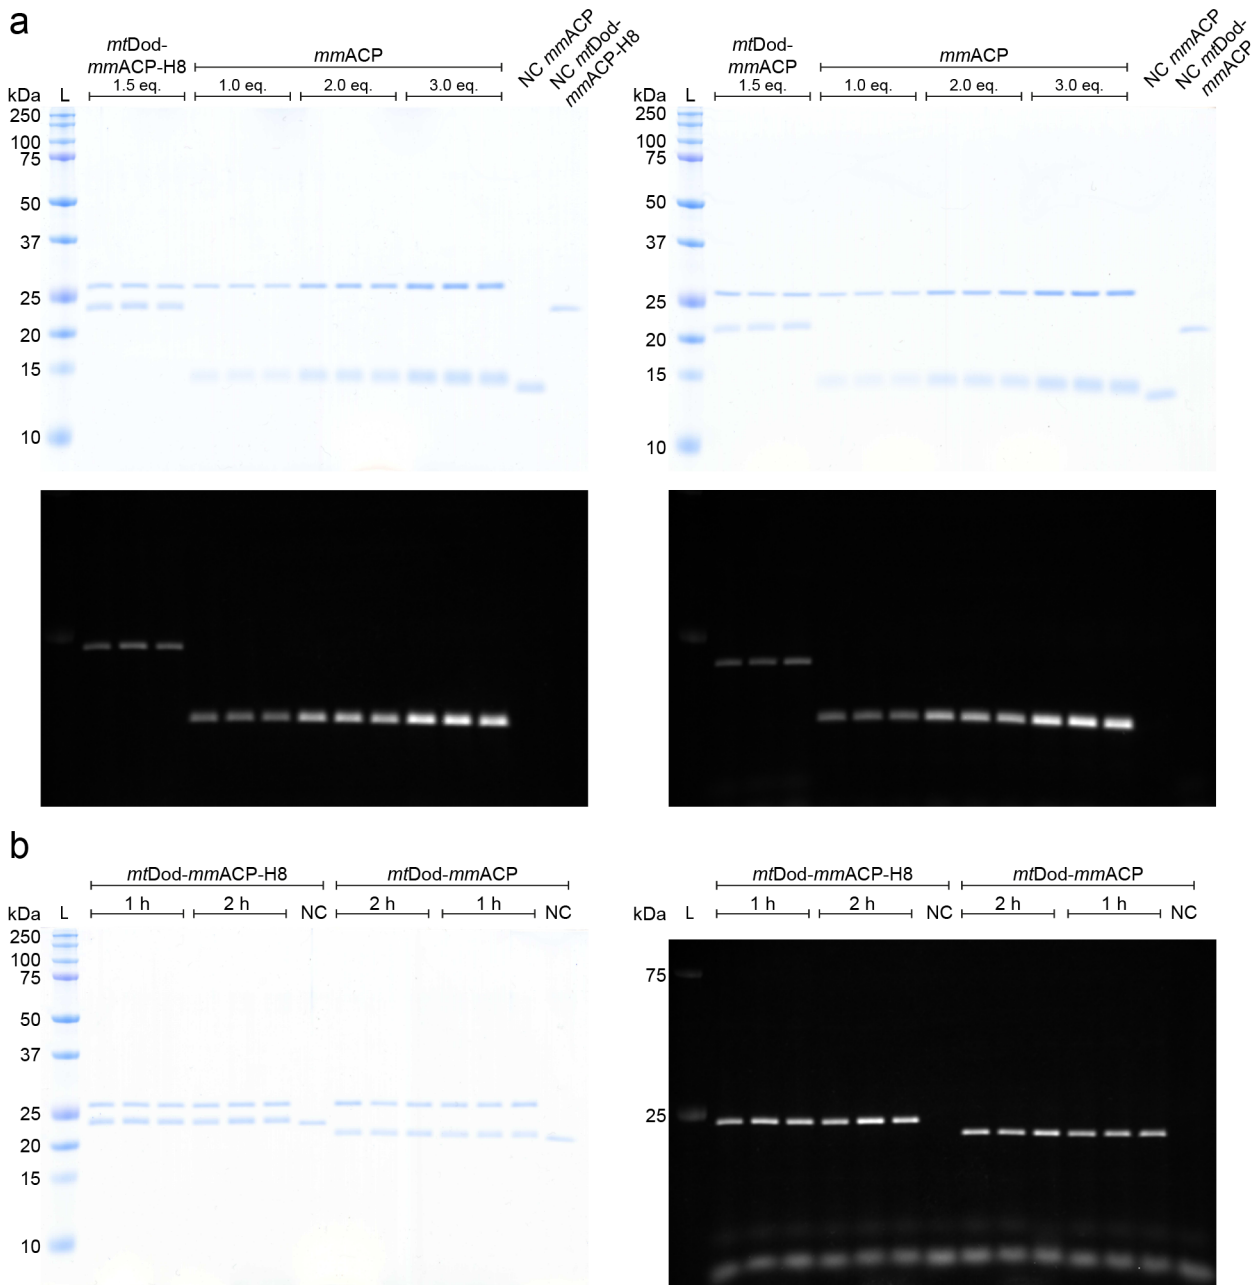 a
mtDod-
mmACP-H8
mmACP
NC mmACP
NC mtDod-
mmACP-H8
kDa L 1.5 eq. 1.0 eq. 2.0 eq. 3.0 eq.
250
100
75
50
37
25
20
15
10
mtDod-
mmACP
mmACP
NC mmACP
NC mtDod-
mmACP
kDa L 1.5 eq. 1.0 eq. 2.0 eq. 3.0 eq.
250
100
75
50
37
25
20
15
10
b
mtDod-mmACP-H8 mtDod-mmACP
kDa L 1 h 2 h NC 2 h 1 h NC
250
100
75
50
37
25
20
15
10
mtDod-mmACP-H8 mtDod-mmACP
kDa L 1 h 2 h NC 2 h 1 h NC
75
25